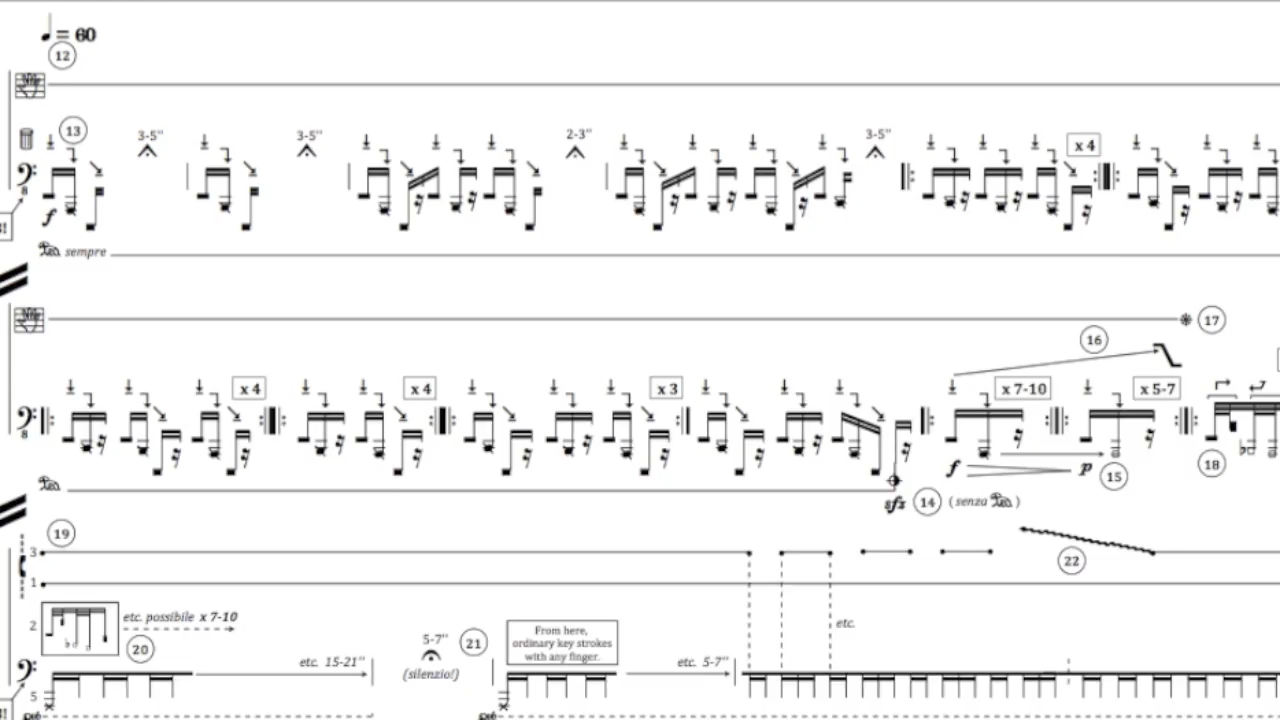 = 60
12
13
3-5"
3-5"
2-3"
3-5"
x 4
8
f
sempre
17
16
x 4
x 4
x 3
x 7-10
x 5-7
8
f
p
15
18
sfz
14
(senza
)
19
22
3
1
2
etc. possibile x 7-10
20
etc.
5-7"
21
(silenzio!)
From here,
ordinary key strokes
with any finger.
etc. 15-21"
etc. 5-7"
5